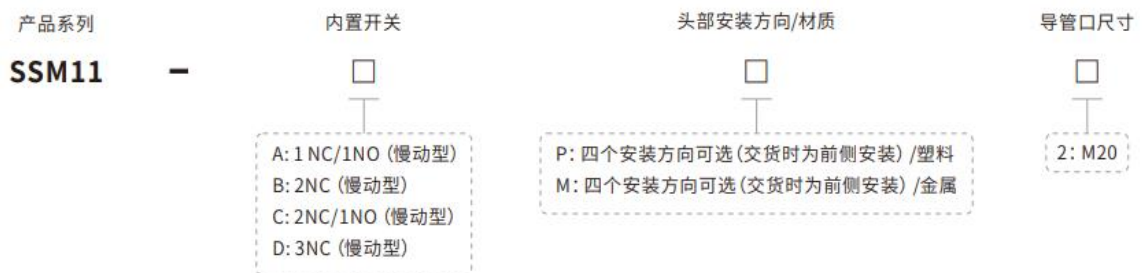 产品系列 内置开关 头部安装方向/材质 导管口尺寸
SSM11 - □ □ □
A: 1 NC/1NO (慢动型)
B: 2NC (慢动型)
C: 2NC/1NO (慢动型)
D: 3NC (慢动型)
P: 四个安装方向可选(交货时为前侧安装) /塑料
M: 四个安装方向可选(交货时为前侧安装) /金属
2: M20